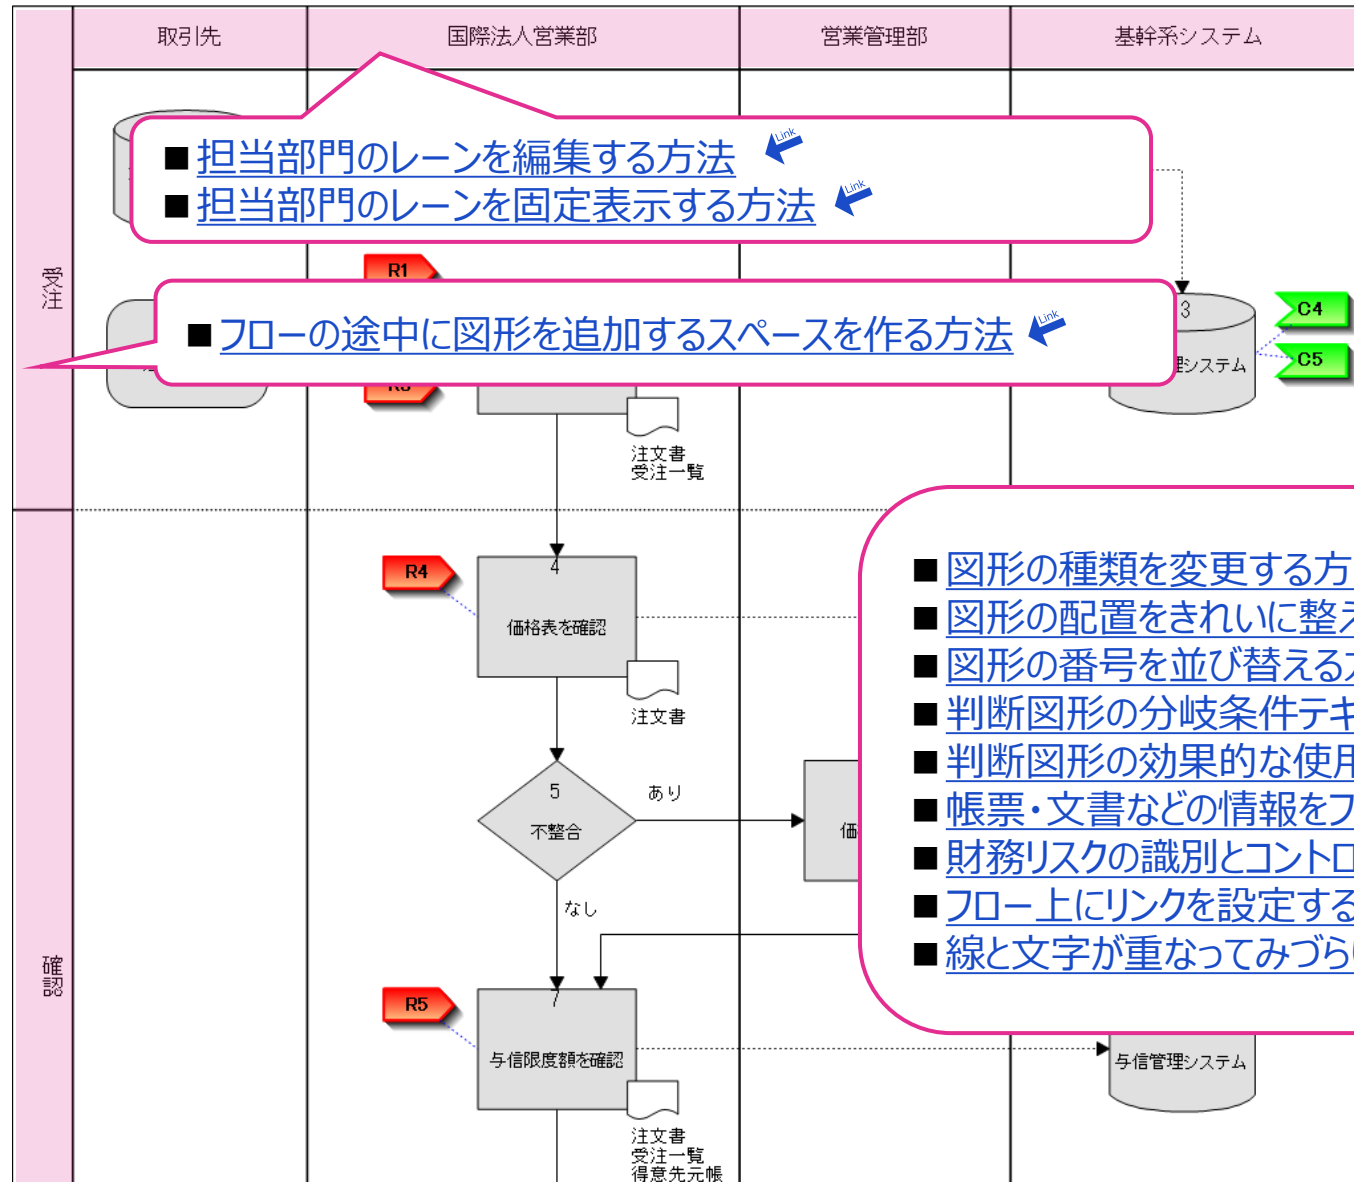 取引先
国際法人営業部
営業管理部
基幹系システム
■担当部門のレーンを編集する方法 Link
■担当部門のレーンを固定表示する方法 Link
受注
R1
■フローの途中に図形を追加するスペースを作る方法 Link
3
理システム
C4
C5
注文書
受注一覧
R4
4
価格表を確認
注文書
5
不整合
あり
なし
■図形の種類を変更する方
■図形の配置をきれいに整え
■図形の番号を並び替える
■判断図形の分岐条件テキ
■判断図形の効果的な使用
■帳票・文書などの情報をフ
■財務リスクの識別とコントロ
■フロー上にリンクを設定する
■線と文字が重なってみづら
確認
R5
7
与信限度額を確認
与信管理システム
注文書
受注一覧
得意先元帳